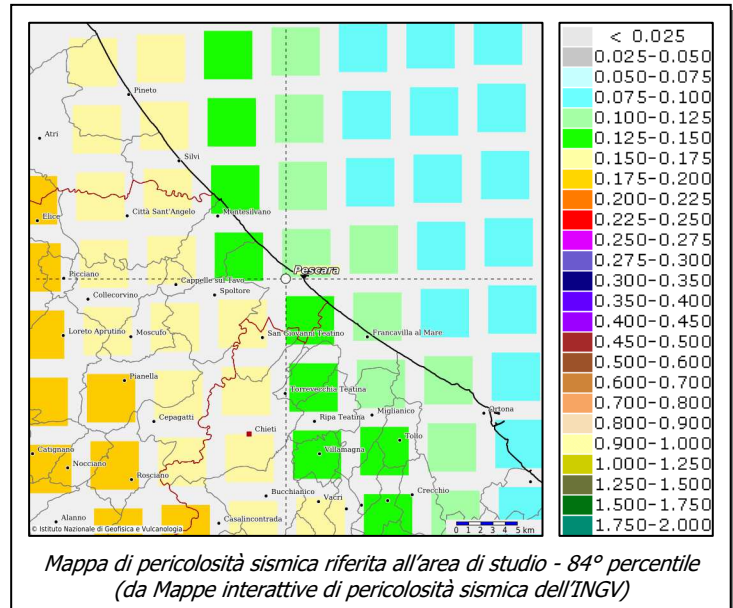 Pineto
Atri
Silvi
Elice
Città Sant'Angelo
Montesilvano
Pescara
Picciano
Cappelle sul Tavo
Collecorvino
Spoltore
Loreto Aprutino
Moscufo
San Giovanni Teatino
Francavilla al Mare
Pianella
Torrevecchia Teatina
Cepagatti
Ripa Teatina
Miglianico
Ortona
Chieti
Tollo
Catignano
Nocciano
Villamagna
Rosciano
Bucchianico
Vacri
Crecchio
Alanno
Casalincontrada
© Istituto Nazionale di Geofisica e Vulcanologia
0 1 2 3 4 5 km
< 0.025
0.025-0.050
0.050-0.075
0.075-0.100
0.100-0.125
0.125-0.150
0.150-0.175
0.175-0.200
0.200-0.225
0.225-0.250
0.250-0.275
0.275-0.300
0.300-0.350
0.350-0.400
0.400-0.450
0.450-0.500
0.500-0.600
0.600-0.700
0.700-0.800
0.800-0.900
0.900-1.000
1.000-1.250
1.250-1.500
1.500-1.750
1.750-2.000
Mappa di pericolosità sismica riferita all'area di studio - 84° percentile
(da Mappe interattive di pericolosità sismica dell'INGV)